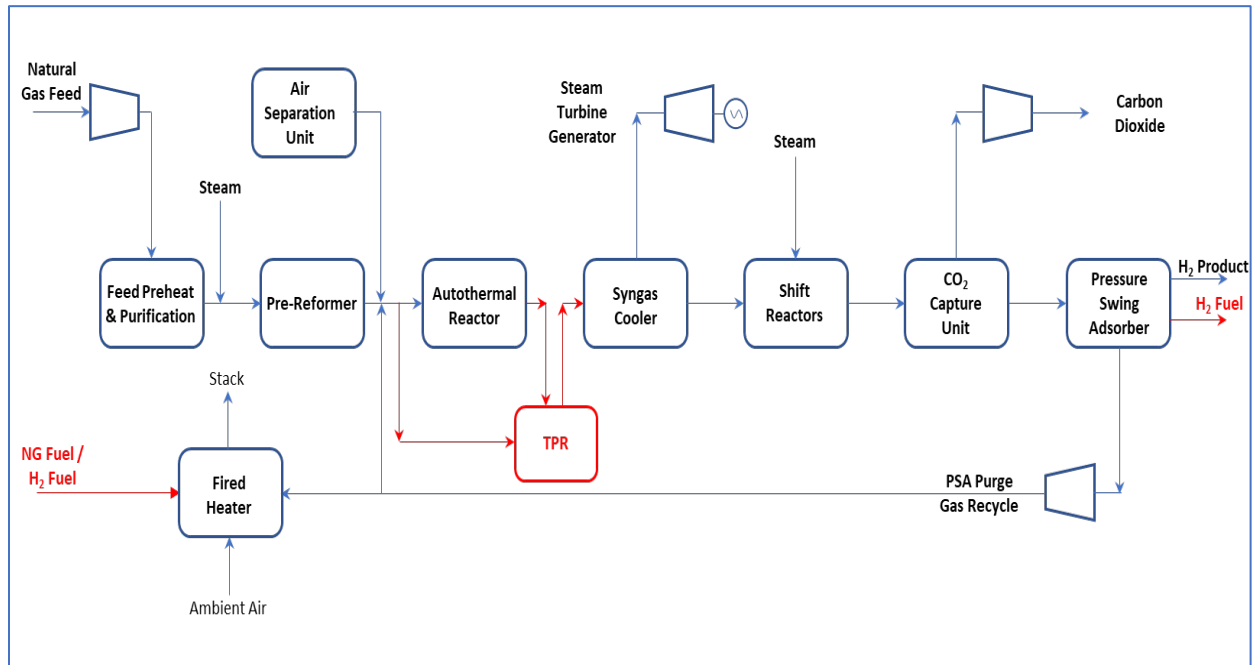 Natural
Gas Feed
Air
Separation
Unit
Steam
Turbine
Generator
Carbon
Dioxide
Steam
Steam
Feed Preheat
& Purification
Pre-Reformer
Autothermal
Reactor
Syngas
Cooler
Shift
Reactors
CO2
Capture
Unit
Pressure
Swing
Adsorber
H2 Product
H2 Fuel
Stack
TPR
NG Fuel /
H2 Fuel
Fired
Heater
PSA Purge
Gas Recycle
Ambient Air